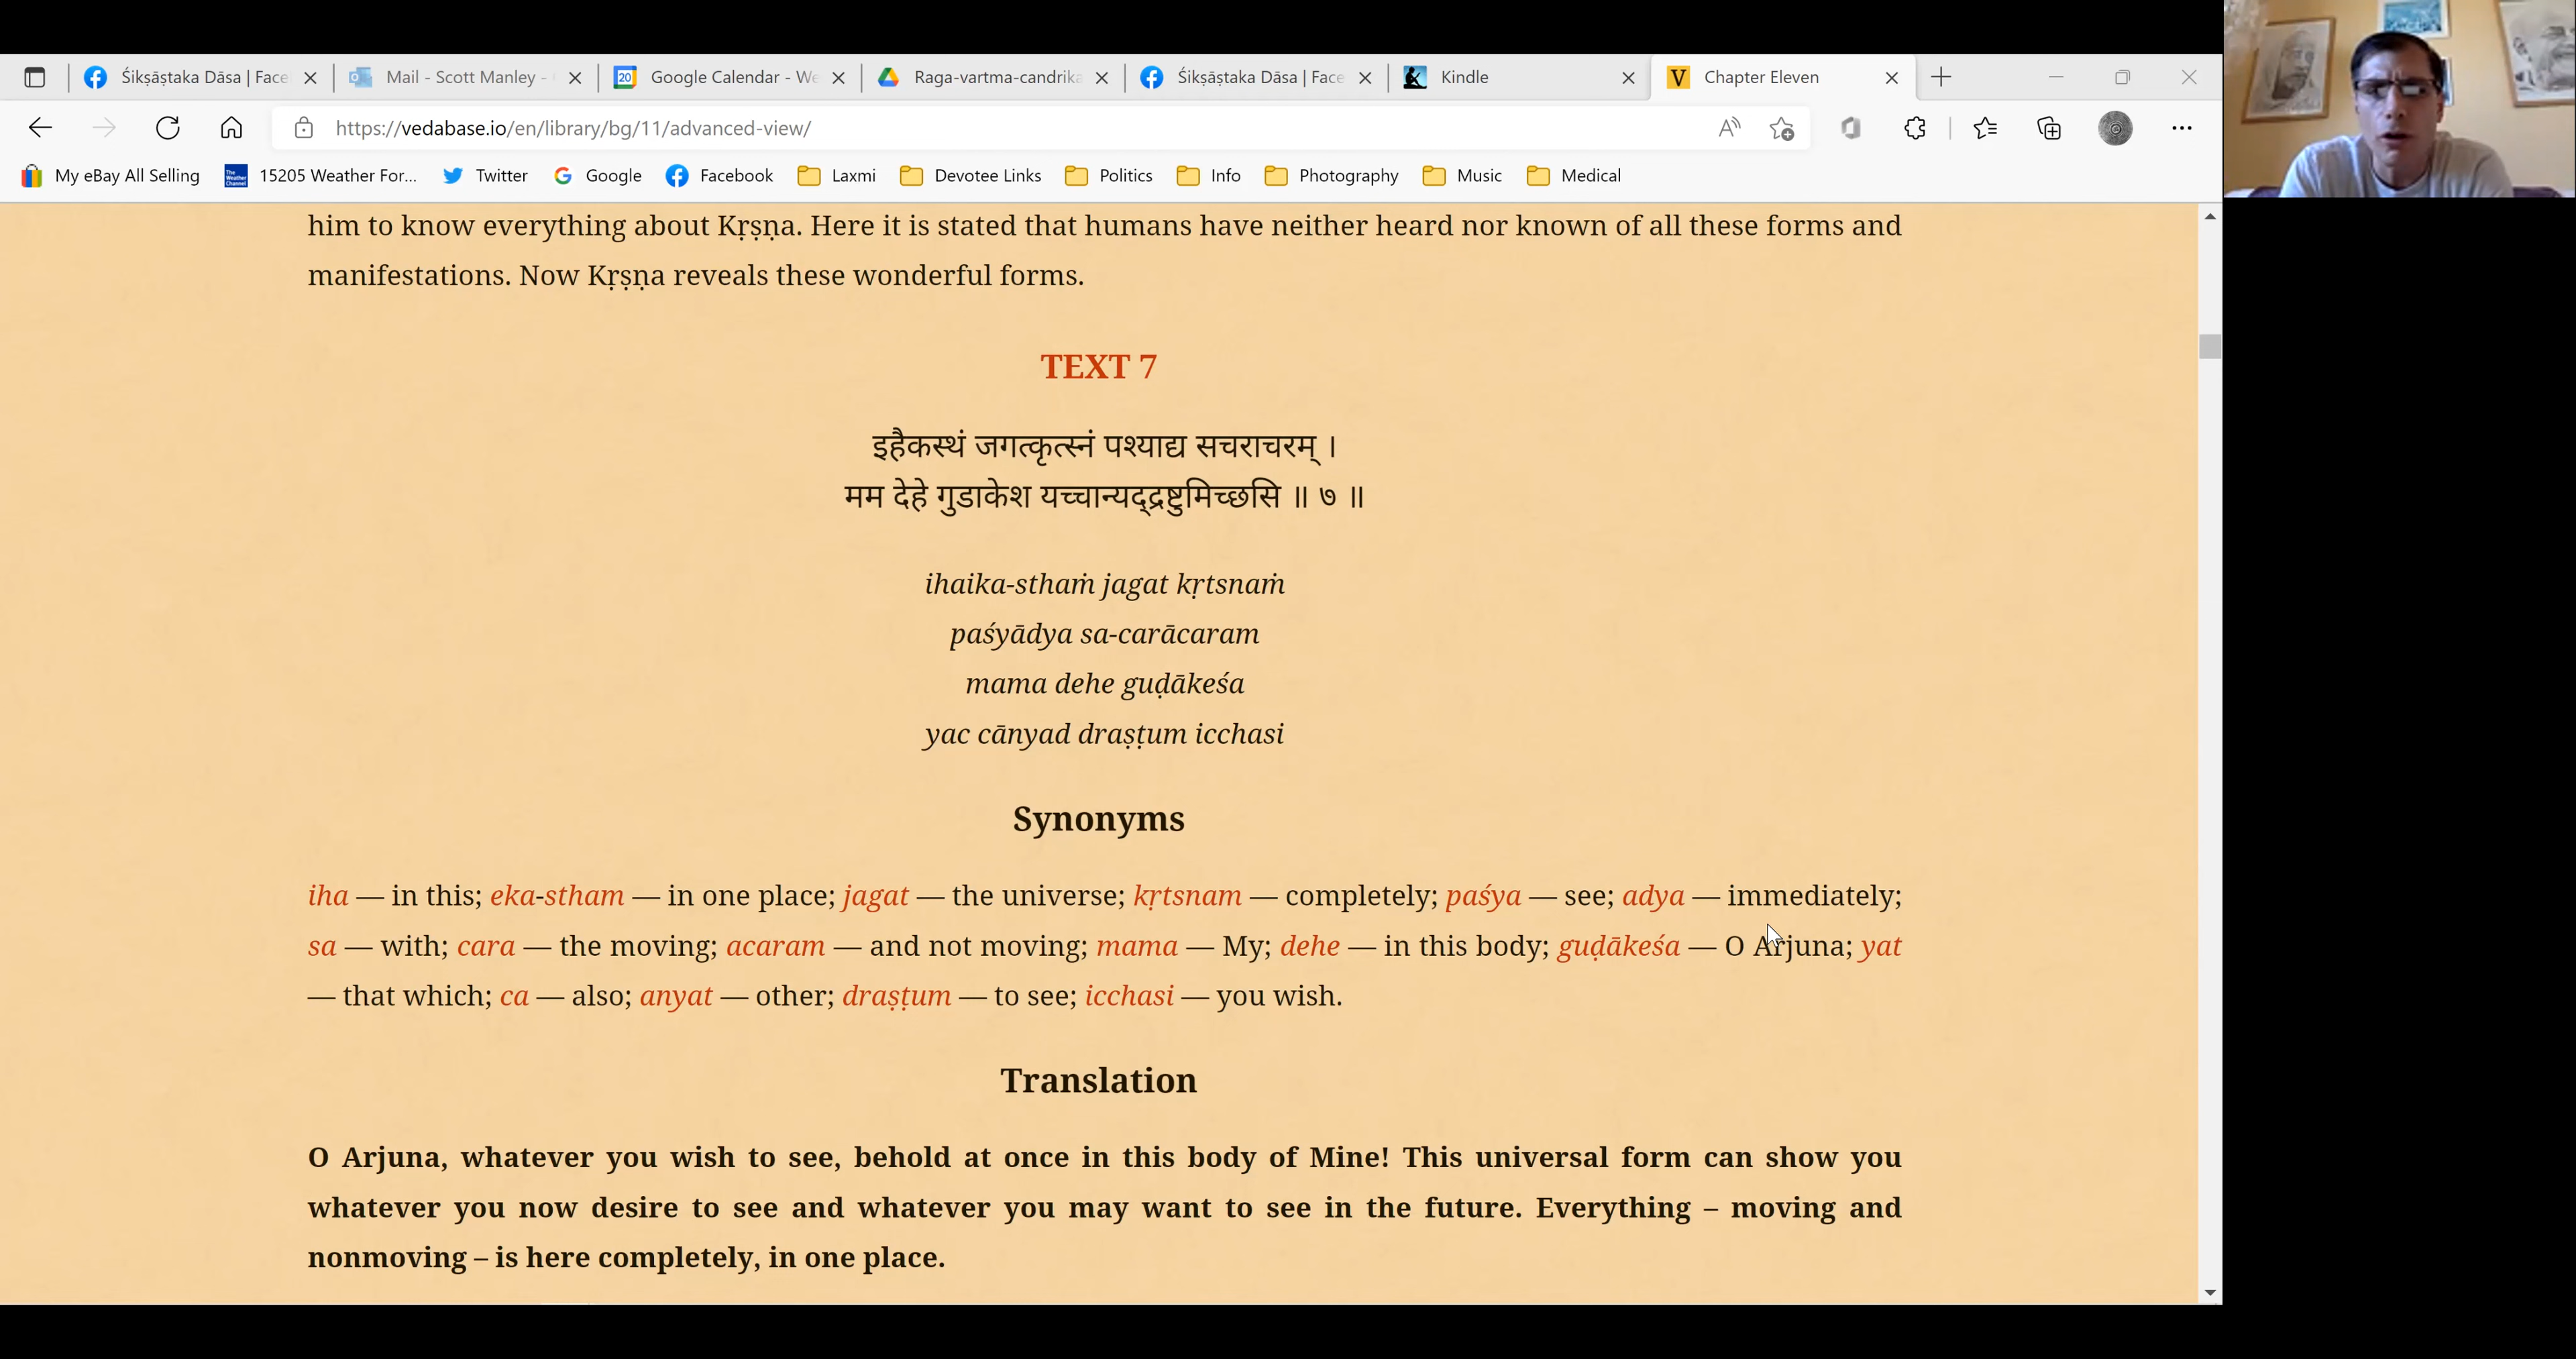 Śikṣāṣṭaka Dāsa | Face
Mail - Scott Manley -
Google Calendar - We
Raga-vartma-candrika
Śikṣāṣṭaka Dāsa | Face
Kindle
Chapter Eleven
https://vedabase.io/en/library/bg/11/advanced-view/
My eBay All Selling
15205 Weather For...
Twitter
Google
Facebook
Laxmi
Devotee Links
Politics
Info
Photography
Music
Medical
him to know everything about Kṛṣṇa. Here it is stated that humans have neither heard nor known of all these forms and
manifestations. Now Kṛṣṇa reveals these wonderful forms.
TEXT 7
इहैकस्थं जगत्कृत्स्नं पश्याद्य सचराचरम् ।
मम देहे गुडाकेश यच्चान्यद्‍द्रष्टुमिच्छसि ॥ ७ ॥
ihaika-sthaṁ jagat kṛtsnaṁ
paśyādya sa-carācaram
mama dehe guḍākeśa
yac cānyad draṣṭum icchasi
Synonyms
iha — in this; eka-stham — in one place; jagat — the universe; kṛtsnam — completely; paśya — see; adya — immediately;
sa — with; cara — the moving; acaram — and not moving; mama — My; dehe — in this body; guḍākeśa — O Arjuna; yat
— that which; ca — also; anyat — other; draṣṭum — to see; icchasi — you wish.
Translation
O Arjuna, whatever you wish to see, behold at once in this body of Mine! This universal form can show you
whatever you now desire to see and whatever you may want to see in the future. Everything – moving and
nonmoving – is here completely, in one place.